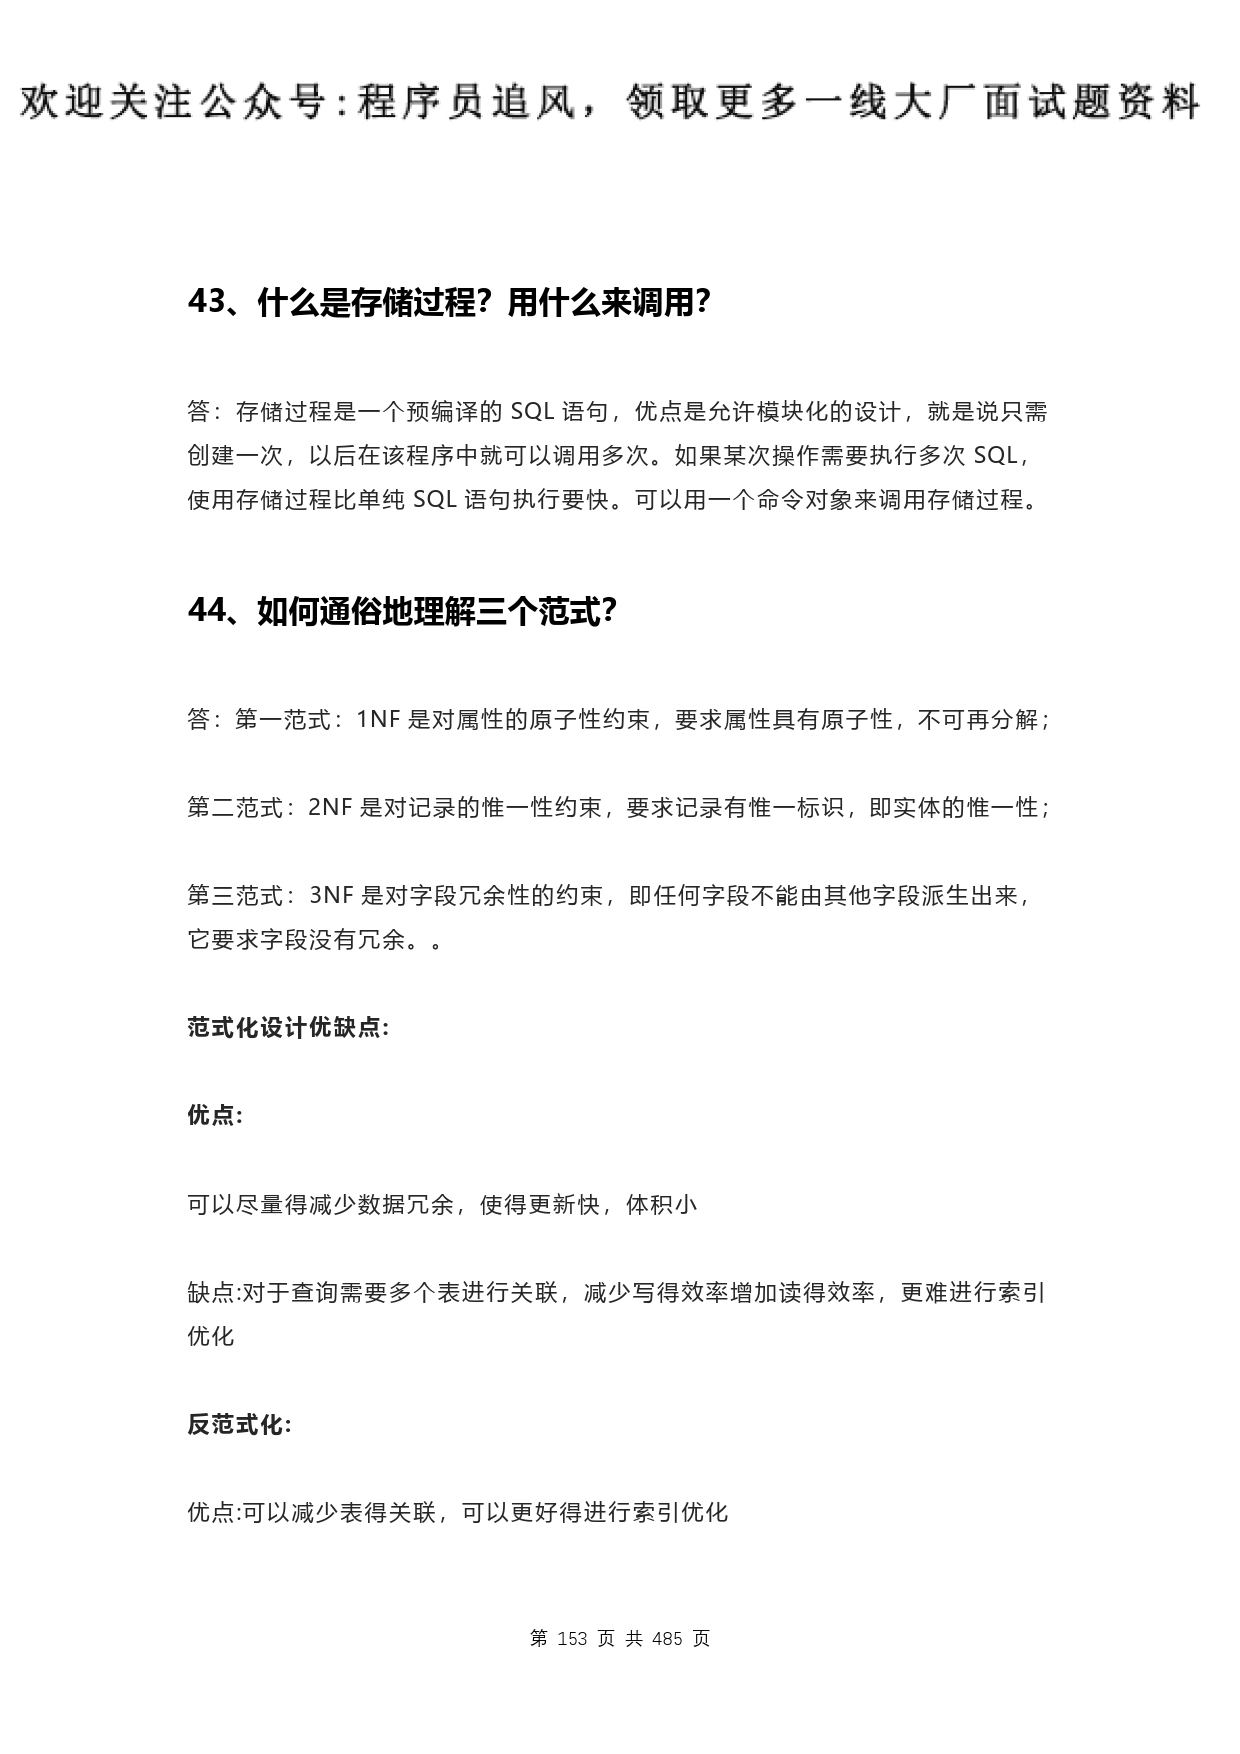 欢迎关注公众号:程序员追风，领取更多一线大厂面试题资料
43、什么是存储过程？用什么来调用？
答：存储过程是一个预编译的 SQL 语句，优点是允许模块化的设计，就是说只需
创建一次，以后在该程序中就可以调用多次。如果某次操作需要执行多次 SQL，
使用存储过程比单纯 SQL 语句执行要快。可以用一个命令对象来调用存储过程。
44、如何通俗地理解三个范式？
答：第一范式：1NF 是对属性的原子性约束，要求属性具有原子性，不可再分解；
第二范式：2NF 是对记录的惟一性约束，要求记录有惟一标识，即实体的惟一性；
第三范式：3NF 是对字段冗余性的约束，即任何字段不能由其他字段派生出来，
它要求字段没有冗余。。
范式化设计优缺点:
优点:
可以尽量得减少数据冗余，使得更新快，体积小
缺点:对于查询需要多个表进行关联，减少写得效率增加读得效率，更难进行索引
优化
反范式化:
优点:可以减少表得关联，可以更好得进行索引优化
第 153 页 共 485 页